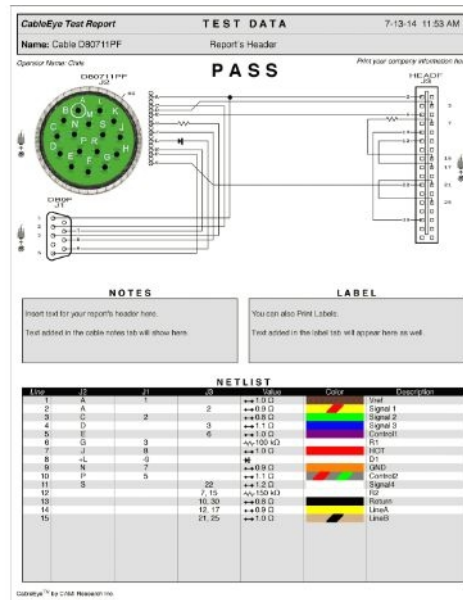 CableEye Test Report TEST DATA 7-13-14 11:53 AM
Name: Cable D80711PF Report's Header
Operator Name: Chris Print your company information here
PASS
D80711PF
J2
HEADF
J3
DB9F
J1
NOTES
Insert text for your report's header here.
Text added in the cable notes tab will show here.
LABEL
You can also Print Labels.
Text added in the label tab will appear here as well.
NETLIST
Line J2 J1 J3 Value Color Description
1 A 1 1.0 Ω Vref
2 A 2 0.9 Ω Signal 1
3 C 2 0.8 Ω Signal 2
4 D 3 1.1 Ω Signal 3
5 E 6 1.0 Ω Control1
6 G 3 100 kΩ R1
7 J 8 1.0 Ω HOT
8 +L -6 D1
9 N 7 0.9 Ω GND
10 P 5 1.1 Ω Control2
11 S 22 1.2 Ω Signal4
12 7, 15 150 kΩ R2
13 10, 30 0.8 Ω Return
14 12, 17 0.9 Ω LineA
15 21, 25 1.0 Ω LineB
CableEye™ by CAMI Research Inc.